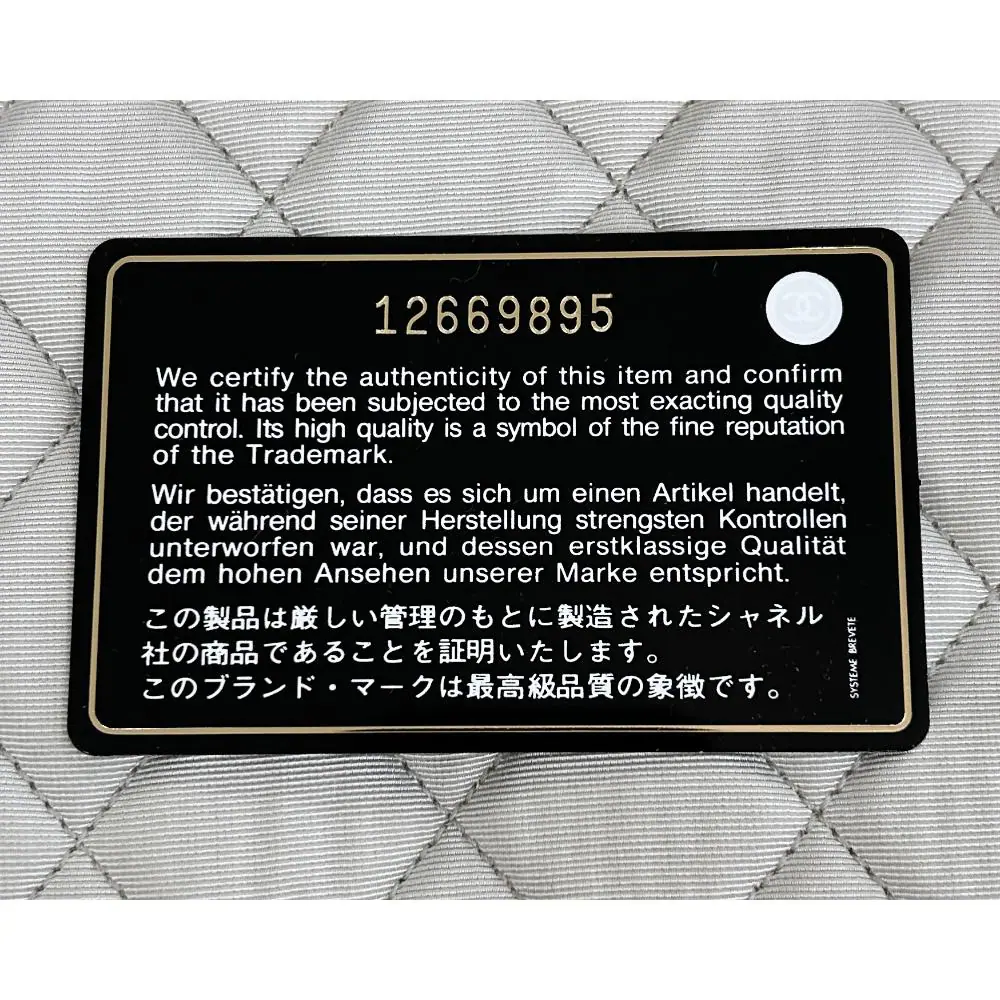 12669895
We certify the authenticity of this item and confirm
that it has been subjected to the most exacting quality
control. Its high quality is a symbol of the fine reputation
of the Trademark.
Wir bestätigen, dass es sich um einen Artikel handelt,
der während seiner Herstellung strengsten Kontrollen
unterworfen war, und dessen erstklassige Qualität
dem hohen Ansehen unserer Marke entspricht.
この製品は厳しい管理のもとに製造されたシャネル
社の商品であることを証明いたします。
このブランド・マークは最高級品質の象徴です。
SYSTEME BREVETE